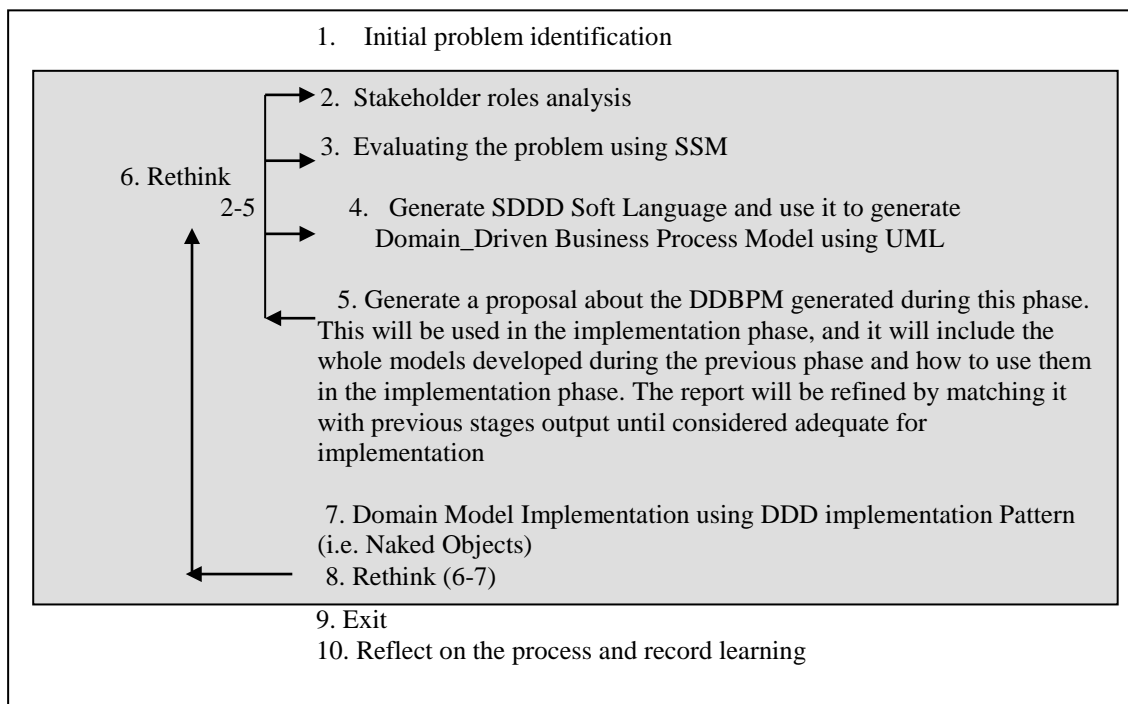 1. Initial problem identification
2. Stakeholder roles analysis
3. Evaluating the problem using SSM
6. Rethink
2-5
4. Generate SDDD Soft Language and use it to generate
Domain_Driven Business Process Model using UML
5. Generate a proposal about the DDBPM generated during this phase.
This will be used in the implementation phase, and it will include the
whole models developed during the previous phase and how to use them
in the implementation phase. The report will be refined by matching it
with previous stages output until considered adequate for
implementation
7. Domain Model Implementation using DDD implementation Pattern
(i.e. Naked Objects)
8. Rethink (6-7)
9. Exit
10. Reflect on the process and record learning